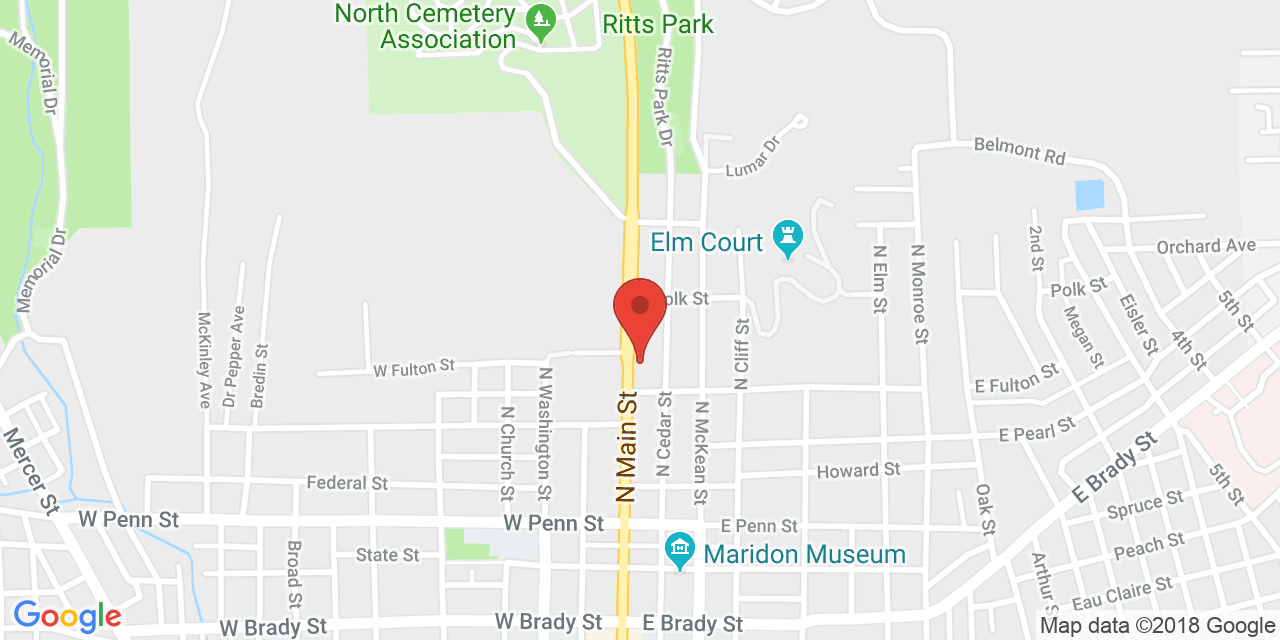 North Cemetery
Association
Ritts Park
Memorial Dr
Ritts Park Dr
Lumar Dr
Belmont Rd
Memorial Dr
Elm Court
N Elm St
N Monroe St
2nd St
Orchard Ave
McKinley Ave
Dr Pepper Ave
Bredin St
olk St
Polk St
5th St
Eisler St
4th St
Megan St
N Cliff St
W Fulton St
E Fulton St
N Washington St
N Church St
N Main St
N Cedar St
N McKean St
E Pearl St
E Brady St
Mercer St
Federal St
Howard St
5th St
Oak St
Spruce St
W Penn St
W Penn St
E Penn St
Peach St
State St
Broad St
Maridon Museum
Arthur S
Eau Claire St
Google
W Brady St
W Brady St
E Brady St
Map data ©2018 Google